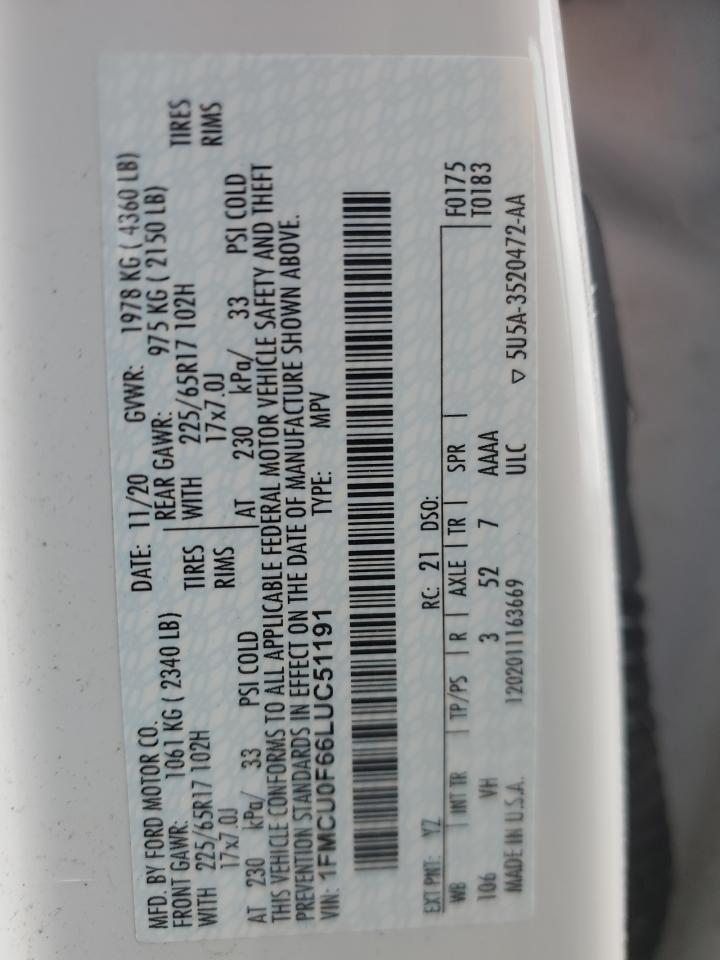 MFD. BY FORD MOTOR CO. DATE: 11/20 GVWR: 1978 KG ( 4360 LB)
FRONT GAWR: 1061 KG ( 2340 LB) REAR GAWR: 975 KG ( 2150 LB)
WITH 225/65R17 102H TIRES WITH 225/65R17 102H TIRES
17x7.0J RIMS 17x7.0J RIMS
AT 230 kPa/ 33 PSI COLD AT 230 kPa/ 33 PSI COLD
THIS VEHICLE CONFORMS TO ALL APPLICABLE FEDERAL MOTOR VEHICLE SAFETY AND THEFT
PREVENTION STANDARDS IN EFFECT ON THE DATE OF MANUFACTURE SHOWN ABOVE.
VIN: 1FMCU0F66LUC51191 TYPE: MPV
EXT PNT: YZ RC: 21 DSO: F0175
WB INT TR TP/PS R AXLE TR SPR T0183
106 VH 3 52 7 AAAA
MADE IN U.S.A. 1202011163669 ULC ▽ 5U5A-3520472-AA